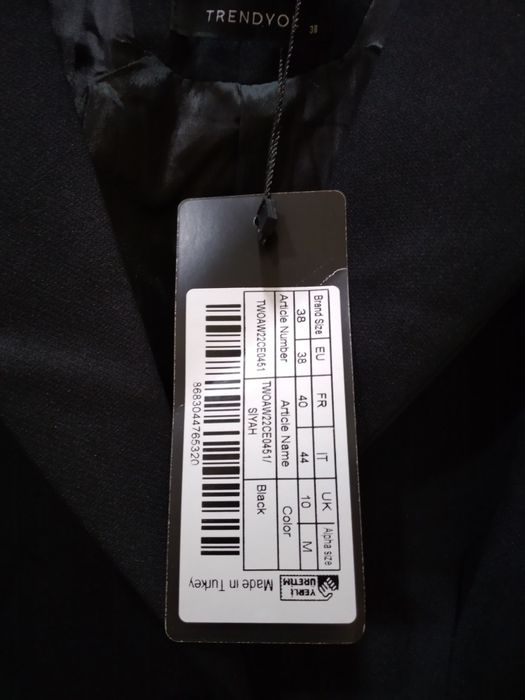 TRENDYO
38
Brand Size EU FR IT UK Alpha size
38 38 40 44 10 M
Article Number Article Name Color
TWOAW22CE0451 TWOAW22CE0451/ Black
SIYAH
8683044765320
YERLİ
ÜRETİM
Made in Turkey